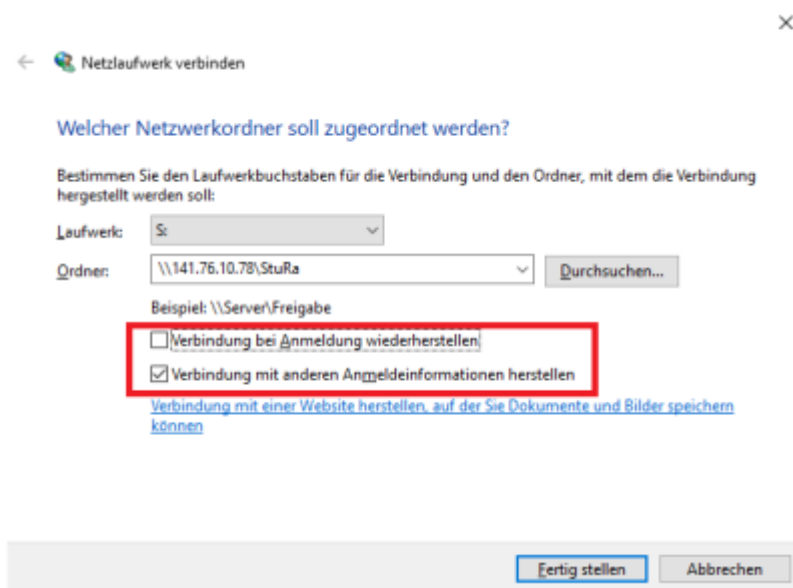 Netzlaufwerk verbinden
Welcher Netzwerkordner soll zugeordnet werden?
Bestimmen Sie den Laufwerkbuchstaben für die Verbindung und den Ordner, mit dem die Verbindung
hergestellt werden soll:
Laufwerk: S:
Ordner: \\141.76.10.78\StuRa Durchsuchen...
Beispiel: \\Server\Freigabe
Verbindung bei Anmeldung wiederherstellen
Verbindung mit anderen Anmeldeinformationen herstellen
Verbindung mit einer Website herstellen, auf der Sie Dokumente und Bilder speichern
können
Fertig stellen Abbrechen